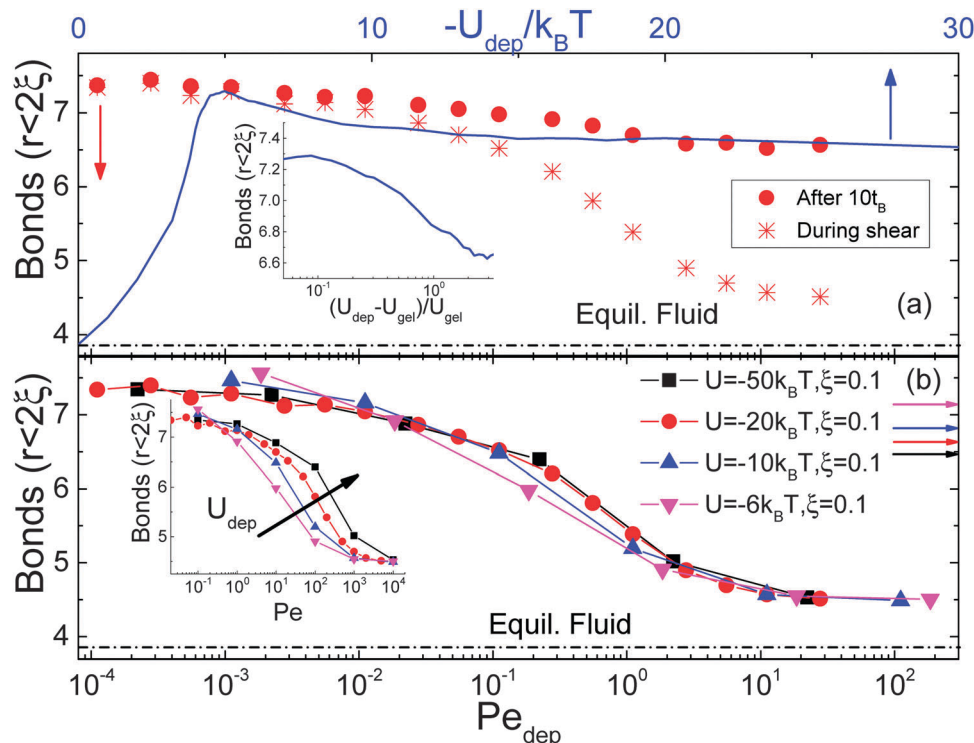 -U_dep/k_BT
0 10 20 30
Bonds (r<2ξ)
7
6
5
4
Bonds (r<2ξ)
7.4
7.2
7.0
6.8
6.6
10^-1 10^0
(U_dep-U_gel)/U_gel
After 10t_B
During shear
Equil. Fluid
(a)
Bonds (r<2ξ)
7
6
5
4
(b)
U=-50k_BT,ξ=0.1
U=-20k_BT,ξ=0.1
U=-10k_BT,ξ=0.1
U=-6k_BT,ξ=0.1
Bonds (r<2ξ)
7
6
5
U_dep
10^-1 10^0 10^1 10^2 10^3 10^4
Pe
Equil. Fluid
10^-4 10^-3 10^-2 10^-1 10^0 10^1 10^2
Pe_dep